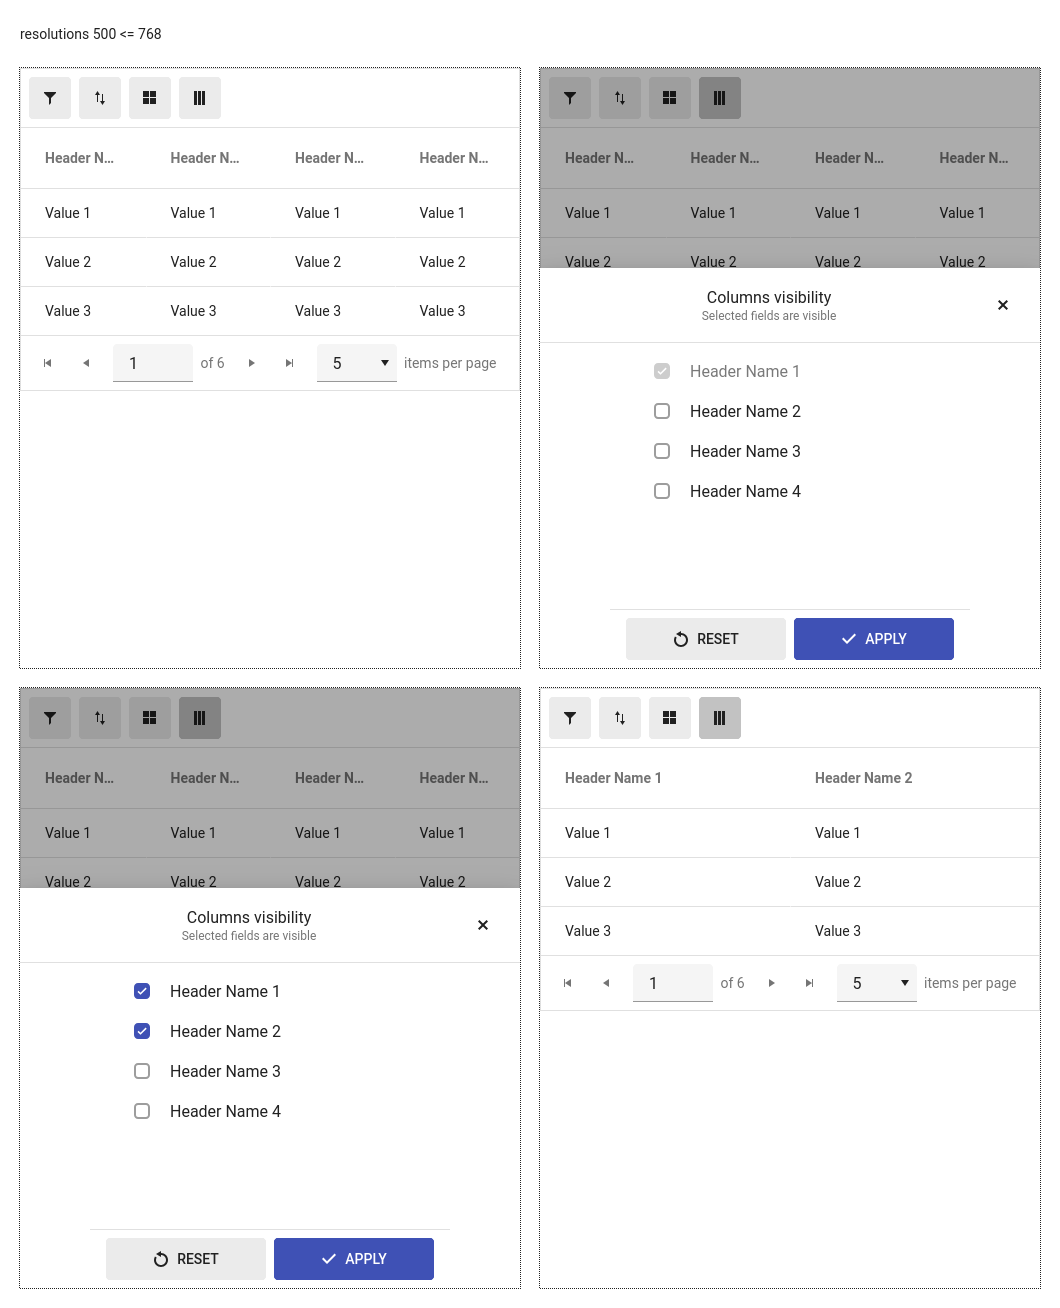 resolutions 500 <= 768
Header N... Header N... Header N... Header N...
Value 1 Value 1 Value 1 Value 1
Value 2 Value 2 Value 2 Value 2
Value 3 Value 3 Value 3 Value 3
1 of 6 5 items per page
Header N... Header N... Header N... Header N...
Value 1 Value 1 Value 1 Value 1
Value 2 Value 2 Value 2 Value 2
Columns visibility
Selected fields are visible
Header Name 1
Header Name 2
Header Name 3
Header Name 4
RESET APPLY
Header N... Header N... Header N... Header N...
Value 1 Value 1 Value 1 Value 1
Value 2 Value 2 Value 2 Value 2
Columns visibility
Selected fields are visible
Header Name 1
Header Name 2
Header Name 3
Header Name 4
RESET APPLY
Header Name 1 Header Name 2
Value 1 Value 1
Value 2 Value 2
Value 3 Value 3
1 of 6 5 items per page